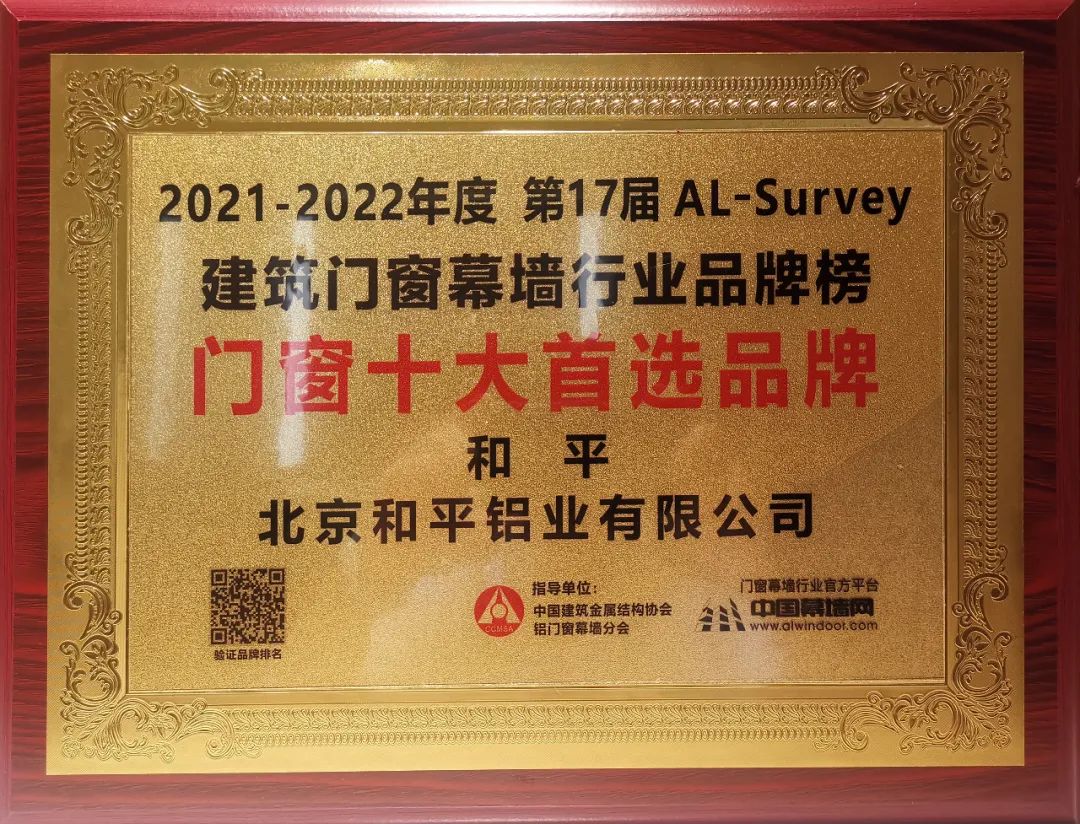 2021-2022年度 第17届 AL-Survey
建筑门窗幕墙行业品牌榜
门窗十大首选品牌
和 平
北京和平铝业有限公司
验证品牌排名
CCMSA
指导单位：
中国建筑金属结构协会
铝门窗幕墙分会
门窗幕墙行业官方平台
中国幕墙网
www.alwindoor.com